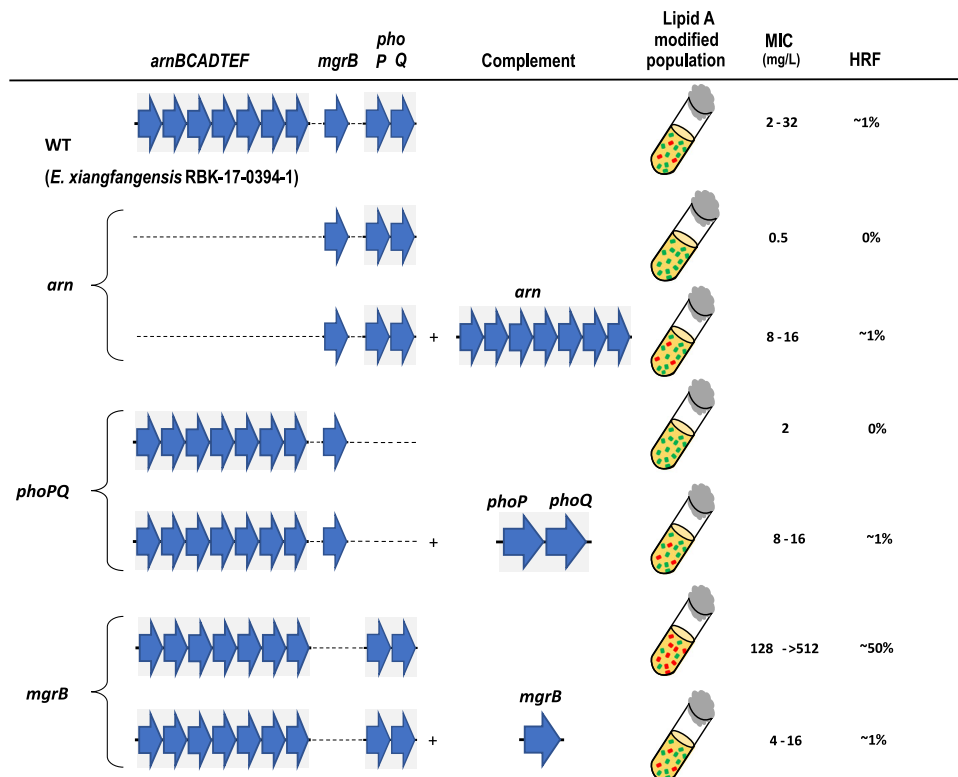 arnBCADTEF mgrB pho P Q Complement Lipid A modified population MIC (mg/L) HRF
WT 2 - 32 ~1%
(E. xiangfangensis RBK-17-0394-1)
0.5 0%
arn
arn
+ 8 - 16 ~1%
2 0%
phoPQ
phoP phoQ
+ 8 - 16 ~1%
128 ->512 ~50%
mgrB
mgrB
+ 4 - 16 ~1%